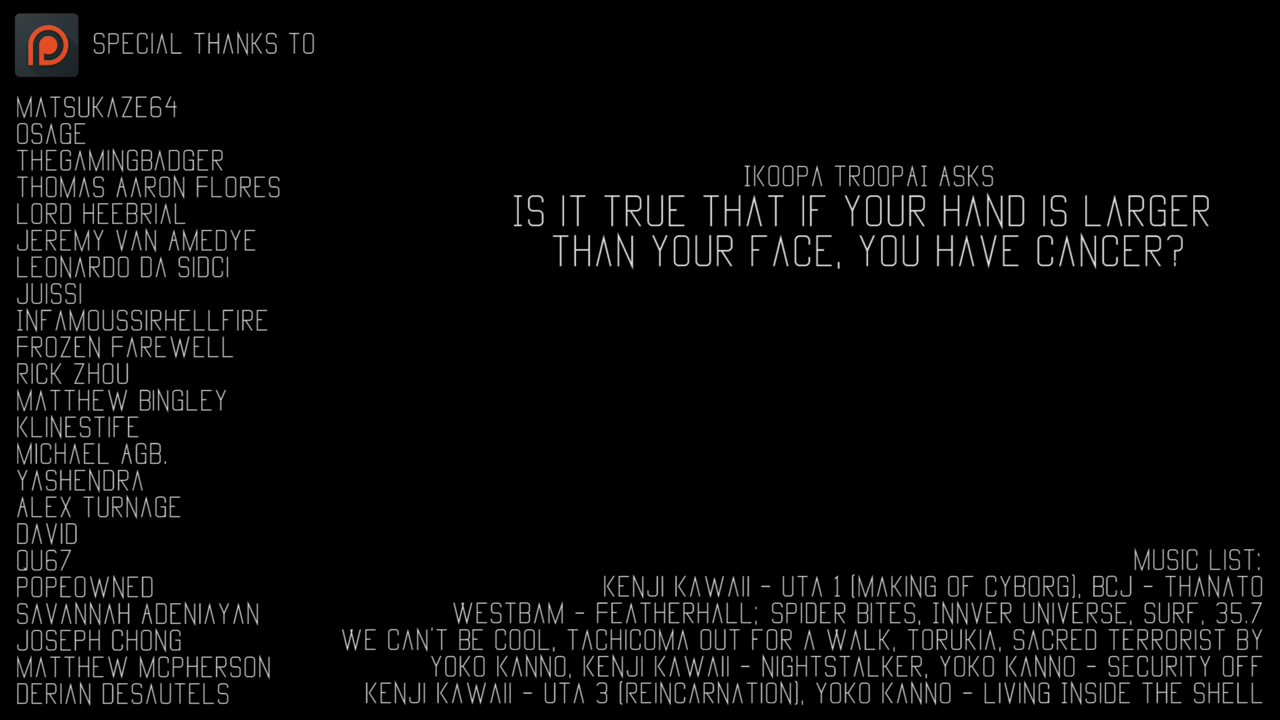 SPECIAL THANKS TO
MATSUKAZE64
OSAGE
THEGAMINGBADGER
THOMAS AARON FLORES
LORD HEEBRIAL
JEREMY VAN AMEDYE
LEONARDO DA SIDCI
JUISSI
INFAMOUSSIRHELLFIRE
FROZEN FAREWELL
RICK ZHOU
MATTHEW BINGLEY
KLINESTIFE
MICHAEL AGB.
YASHENDRA
ALEX TURNAGE
DAVID
QU67
POPEOWNED
SAVANNAH ADENIAYAN
JOSEPH CHONG
MATTHEW MCPHERSON
DERIAN DESAUTELS
IKOOPA TROOPAI ASKS
IS IT TRUE THAT IF YOUR HAND IS LARGER
THAN YOUR FACE, YOU HAVE CANCER?
MUSIC LIST:
KENJI KAWAII - UTA 1 (MAKING OF CYBORG), BCJ - THANATO
WESTBAM - FEATHERHALL; SPIDER BITES, INNVER UNIVERSE, SURF, 35.7
WE CAN'T BE COOL, TACHICOMA OUT FOR A WALK, TORUKIA, SACRED TERRORIST BY
YOKO KANNO, KENJI KAWAII - NIGHTSTALKER, YOKO KANNO - SECURITY OFF
KENJI KAWAII - UTA 3 (REINCARNATION), YOKO KANNO - LIVING INSIDE THE SHELL